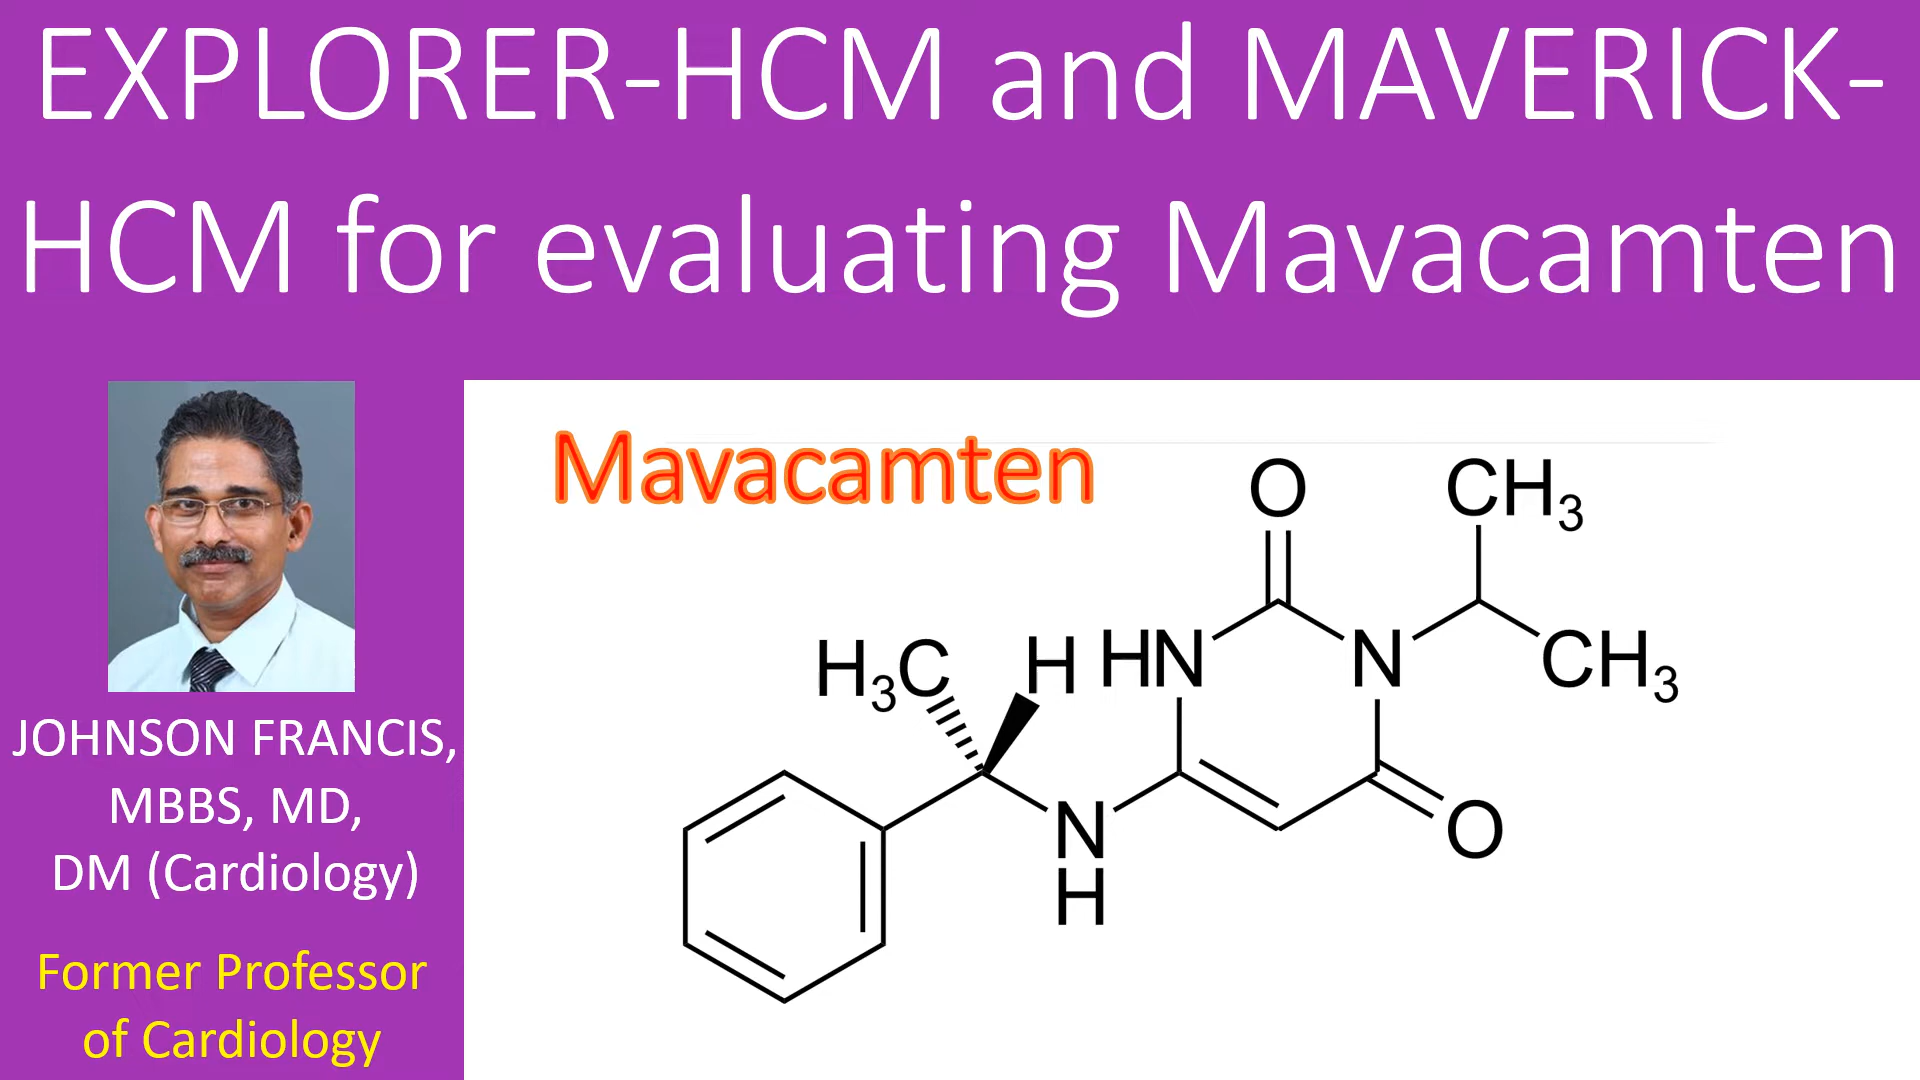 EXPLORER-HCM and MAVERICK-
HCM for evaluating Mavacamten
Mavacamten
O
CH3
H3C
H
HN
N
CH3
N
H
O
JOHNSON FRANCIS,
MBBS, MD,
DM (Cardiology)
Former Professor
of Cardiology